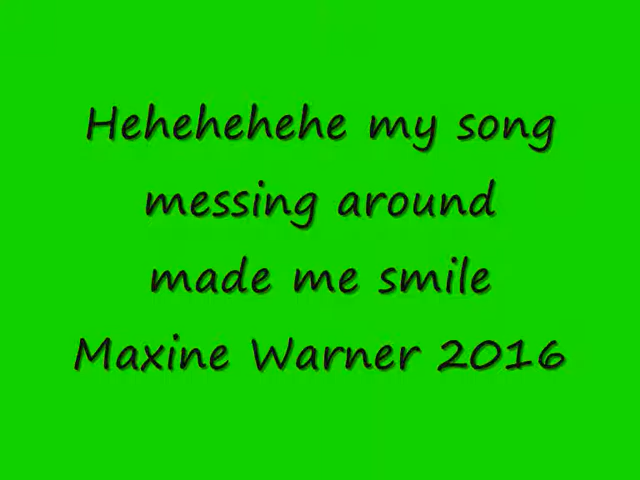 Hehehehehe my song
messing around
made me smile
Maxine Warner 2016